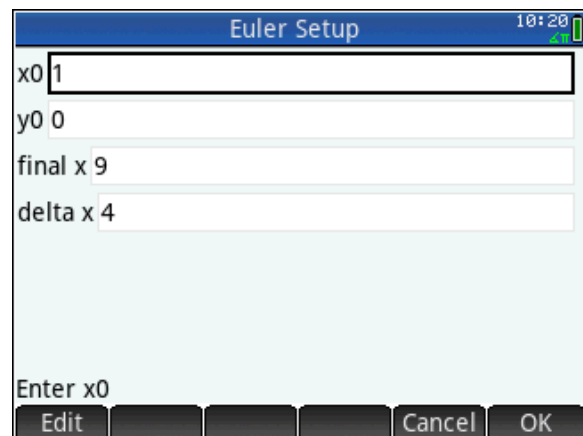 Euler Setup 10:20
∡π
x0 1
y0 0
final x 9
delta x 4
Enter x0
Edit Cancel OK